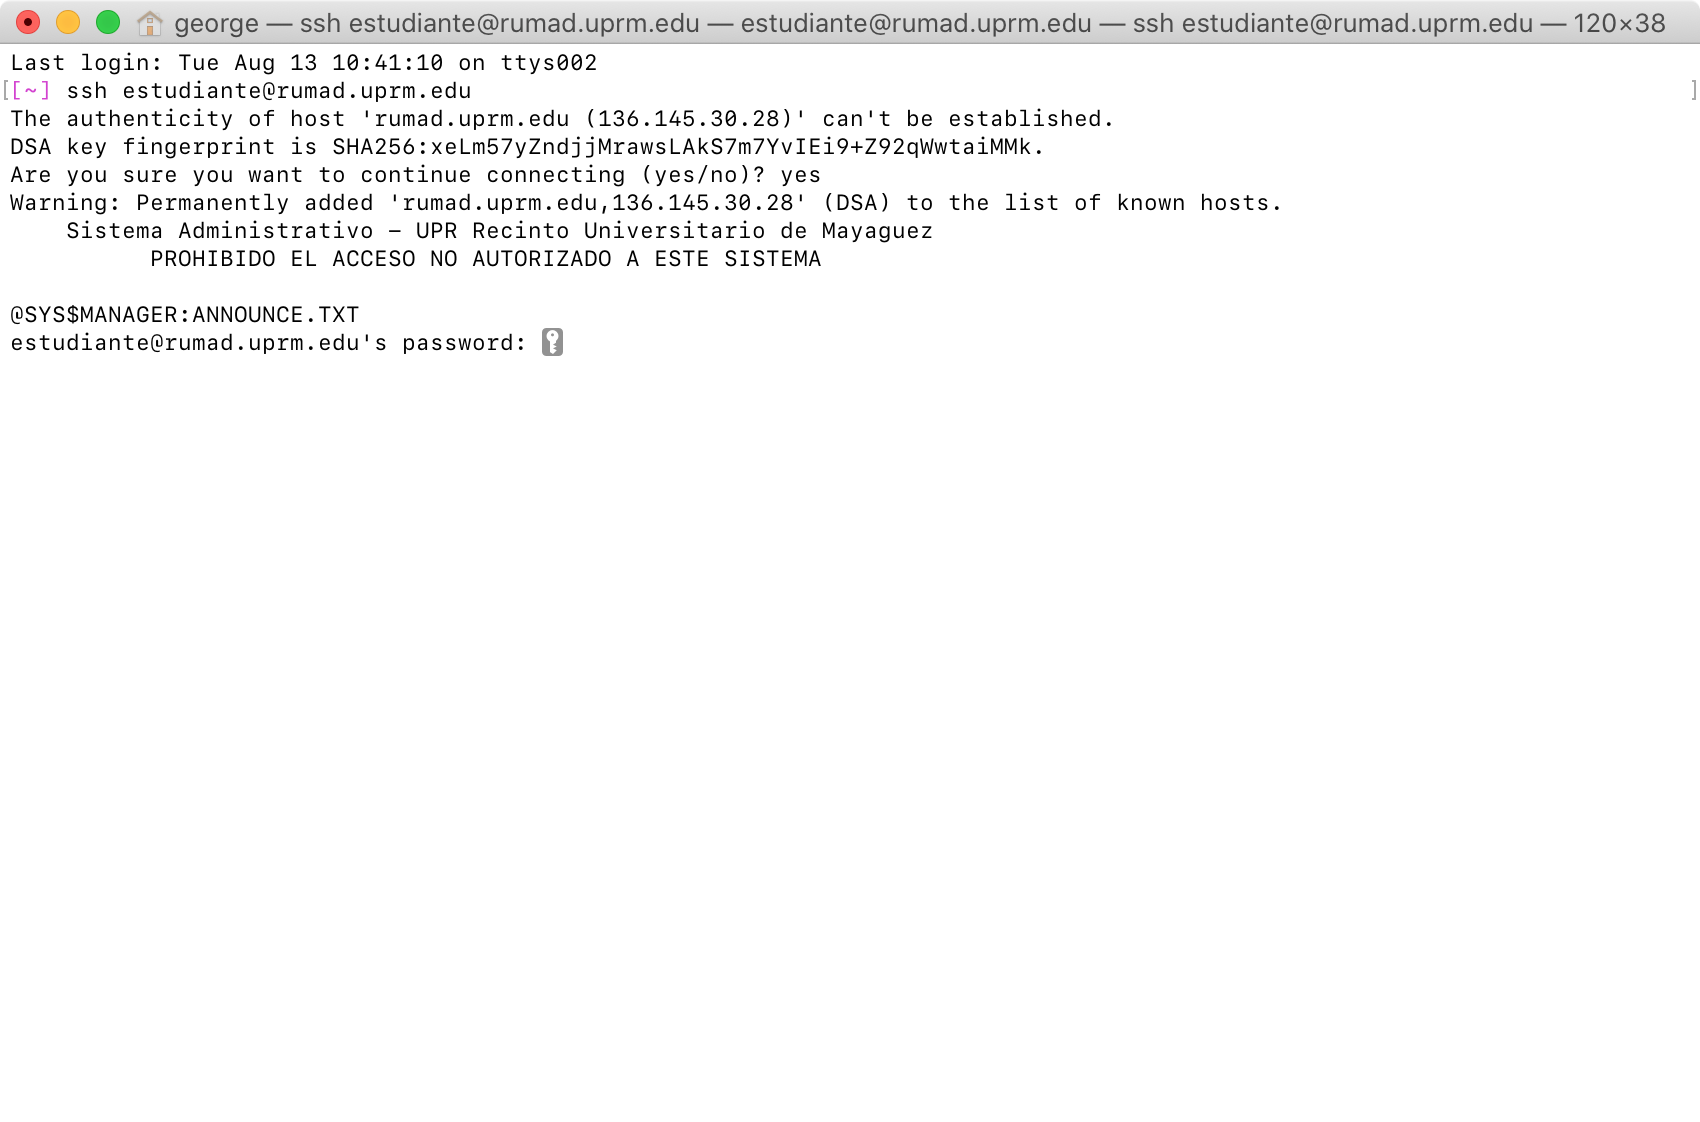 george — ssh estudiante@rumad.uprm.edu — estudiante@rumad.uprm.edu — ssh estudiante@rumad.uprm.edu — 120×38
Last login: Tue Aug 13 10:41:10 on ttys002
[[~] ssh estudiante@rumad.uprm.edu ]
The authenticity of host 'rumad.uprm.edu (136.145.30.28)' can't be established.
DSA key fingerprint is SHA256:xeLm57yZndjjMrawsLAkS7m7YvIEi9+Z92qWwtaiMMk.
Are you sure you want to continue connecting (yes/no)? yes
Warning: Permanently added 'rumad.uprm.edu,136.145.30.28' (DSA) to the list of known hosts.
Sistema Administrativo – UPR Recinto Universitario de Mayaguez
PROHIBIDO EL ACCESO NO AUTORIZADO A ESTE SISTEMA
@SYS$MANAGER:ANNOUNCE.TXT
estudiante@rumad.uprm.edu's password: